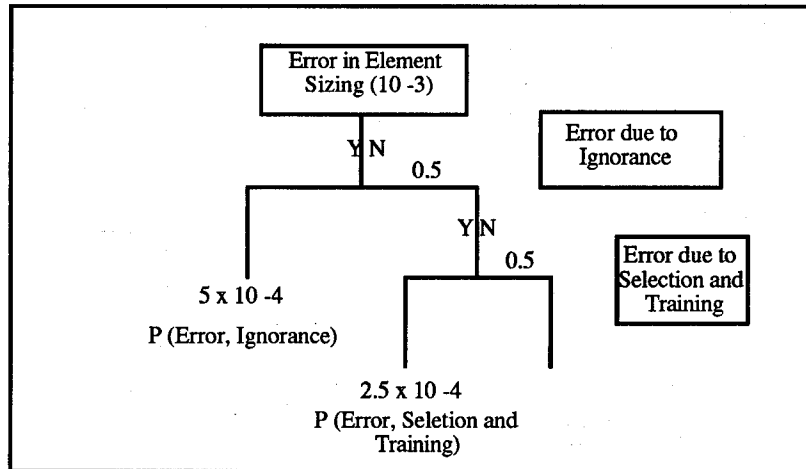 Error in Element
Sizing (10 -3)
Error due to
Ignorance
Y N
0.5
Y N
0.5
Error due to
Selection and
Training
5 x 10 -4
P (Error, Ignorance)
2.5 x 10 -4
P (Error, Seletion and
Training)